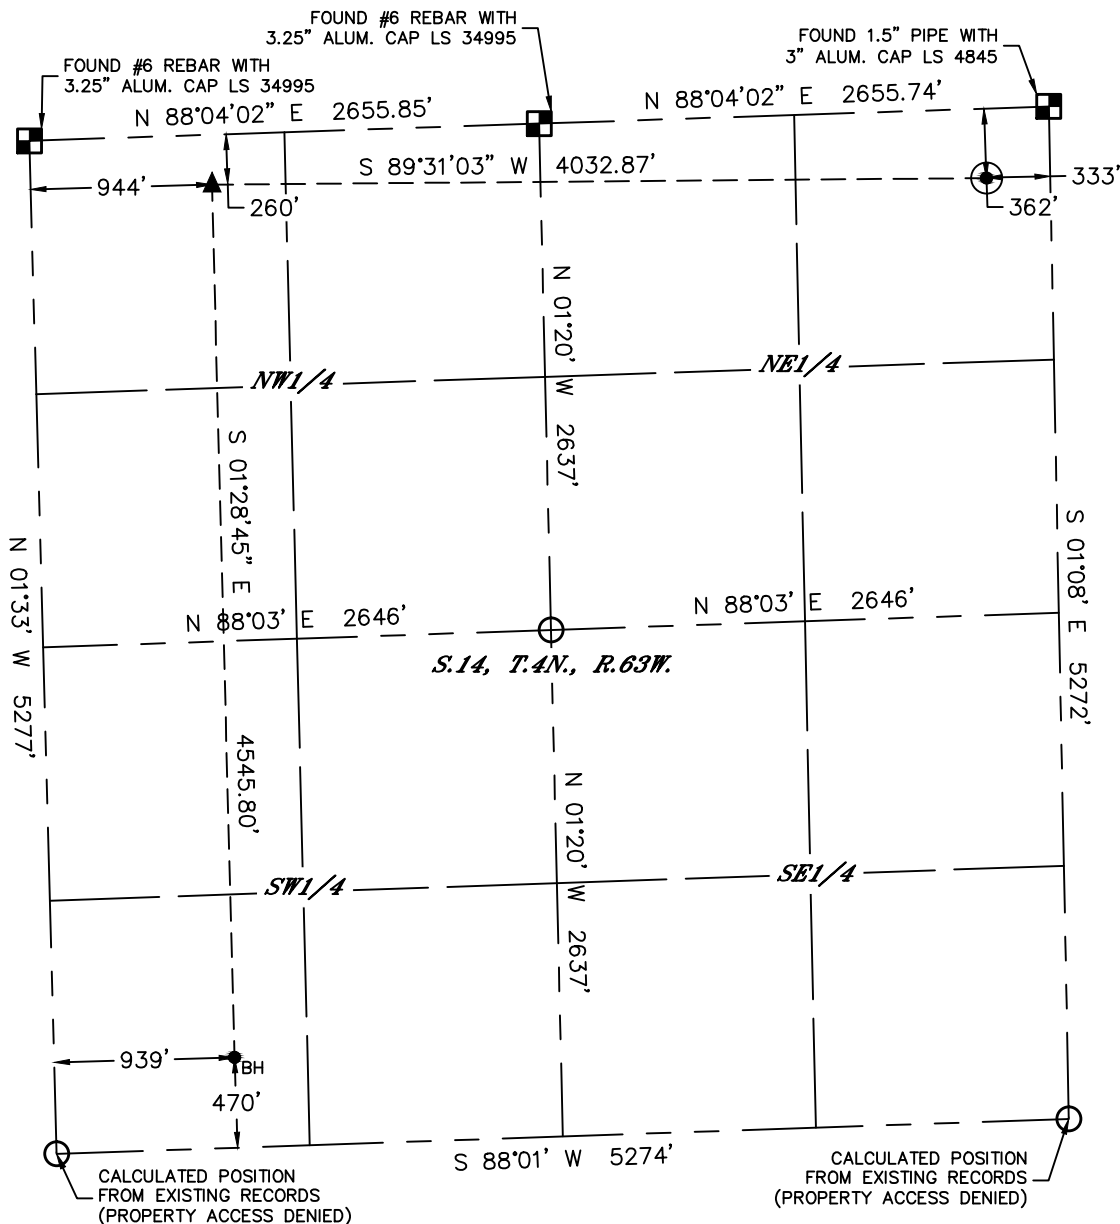 FOUND #6 REBAR WITH
3.25" ALUM. CAP LS 34995
FOUND 1.5" PIPE WITH
3" ALUM. CAP LS 4845
FOUND #6 REBAR WITH
3.25" ALUM. CAP LS 34995
N 88°04'02" E 2655.85'
N 88°04'02" E 2655.74'
S 89°31'03" W 4032.87'
944'
333'
260'
362'
N 01°20' W 2637'
NW1/4
NE1/4
S 01°28'45" E 4545.80'
N 01°33' W 5277'
S 01°08' E 5272'
N 88°03' E 2646'
N 88°03' E 2646'
S.14, T.4N., R.63W.
N 01°20' W 2637'
SW1/4
SE1/4
939'
BH
470'
S 88°01' W 5274'
CALCULATED POSITION
FROM EXISTING RECORDS
(PROPERTY ACCESS DENIED)
CALCULATED POSITION
FROM EXISTING RECORDS
(PROPERTY ACCESS DENIED)